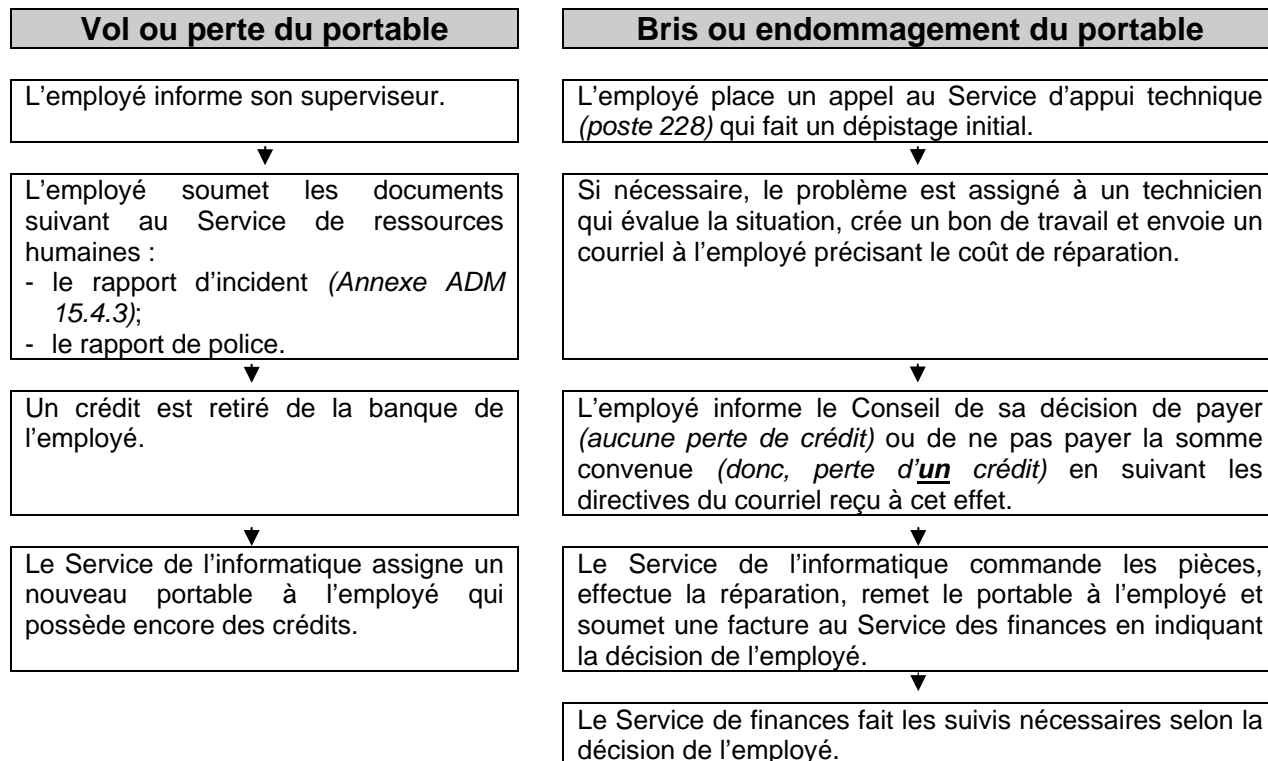 Vol ou perte du portable
L'employé informe son superviseur.
L'employé soumet les documents
suivant au Service de ressources
humaines :
- le rapport d'incident (Annexe ADM
15.4.3);
- le rapport de police.
Un crédit est retiré de la banque de
l'employé.
Le Service de l'informatique assigne un
nouveau portable à l'employé qui
possède encore des crédits.
Bris ou endommagement du portable
L'employé place un appel au Service d'appui technique
(poste 228) qui fait un dépistage initial.
Si nécessaire, le problème est assigné à un technicien
qui évalue la situation, crée un bon de travail et envoie un
courriel à l'employé précisant le coût de réparation.
L'employé informe le Conseil de sa décision de payer
(aucune perte de crédit) ou de ne pas payer la somme
convenue (donc, perte d'un crédit) en suivant les
directives du courriel reçu à cet effet.
Le Service de l'informatique commande les pièces,
effectue la réparation, remet le portable à l'employé et
soumet une facture au Service des finances en indiquant
la décision de l'employé.
Le Service de finances fait les suivis nécessaires selon la
décision de l'employé.